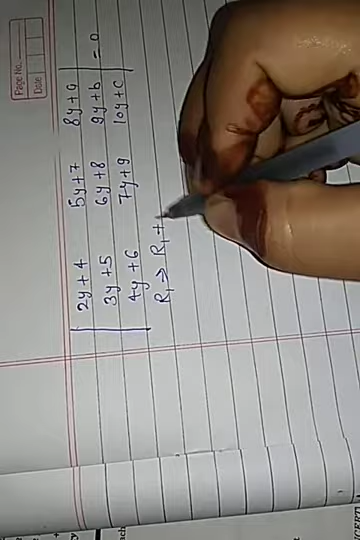 Page No.
Date
2y+4 5y+7 8y+a
3y+5 6y+8 9y+b = 0
4y+6 7y+9 10y+c
R₁ → R₁ +